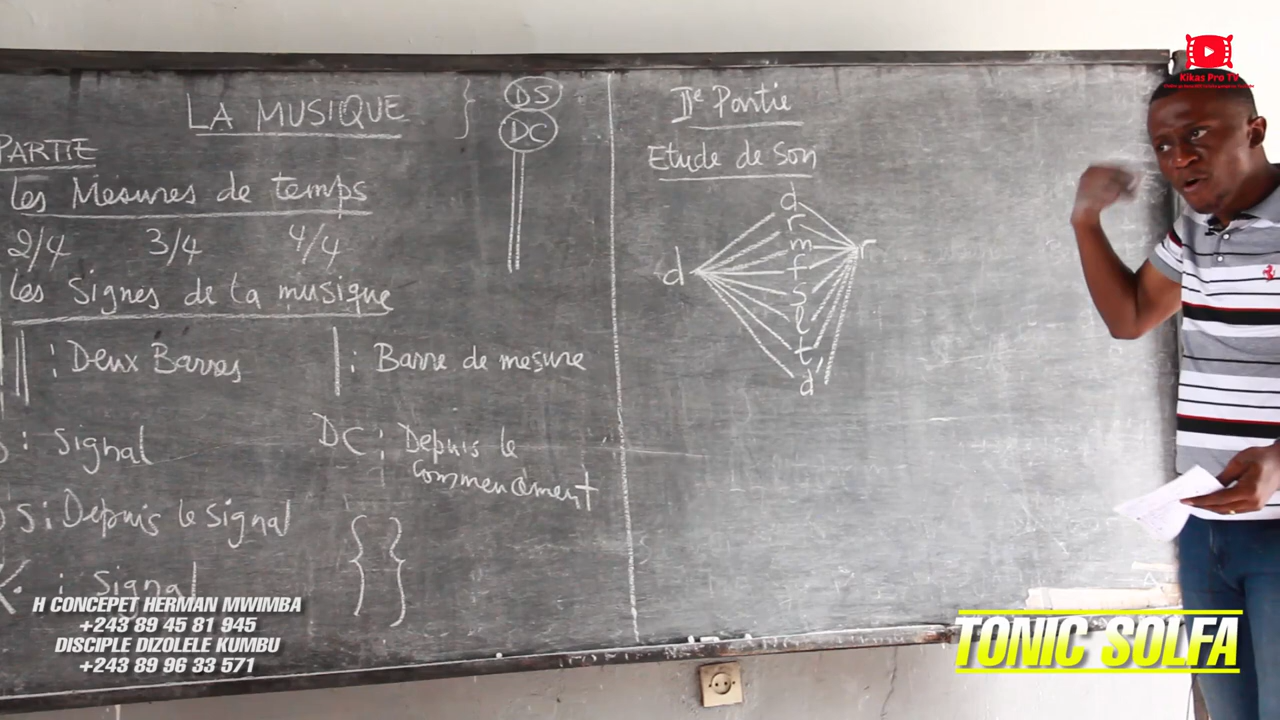 LA MUSIQUE }
DS
DC
PARTIE
les Mesures de temps
2/4 3/4 4/4
les Signes de la musique
|| : Deux Barres
| : Barre de mesure
S : Signal
DC : Depuis le
Commencement
DS : Depuis le Signal
{ }
: Signal
IIe Partie
Etude de Son
d
r
m
f
s
l
t
d'
d
r
Kikas Pro TV
H CONCEPET HERMAN MWIMBA
+243 89 45 81 945
DISCIPLE DIZOLELE KUMBU
+243 89 96 33 571
TONIC SOLFA